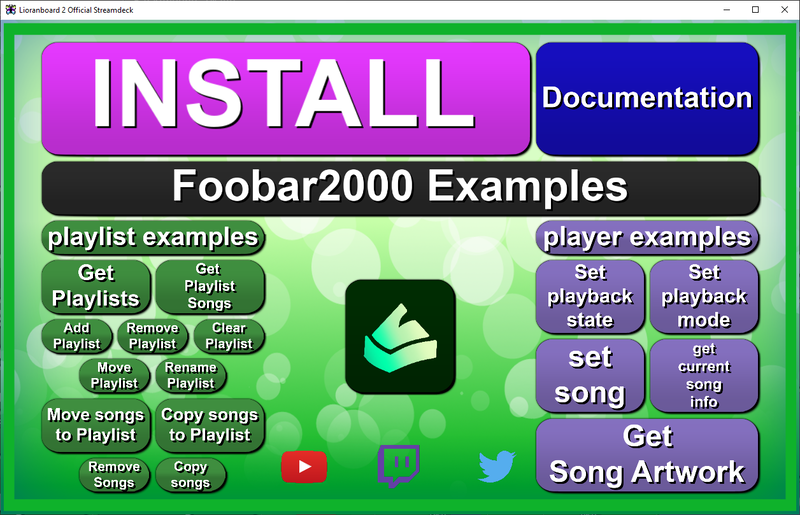 Lioranboard 2 Official Streamdeck
INSTALL
Documentation
Foobar2000 Examples
playlist examples
Get
Playlists
Get
Playlist
Songs
Add
Playlist
Remove
Playlist
Clear
Playlist
Move
Playlist
Rename
Playlist
Move songs
to Playlist
Copy songs
to Playlist
Remove
Songs
Copy
songs
player examples
Set
playback
state
Set
playback
mode
set
song
get
current
song
info
Get
Song Artwork